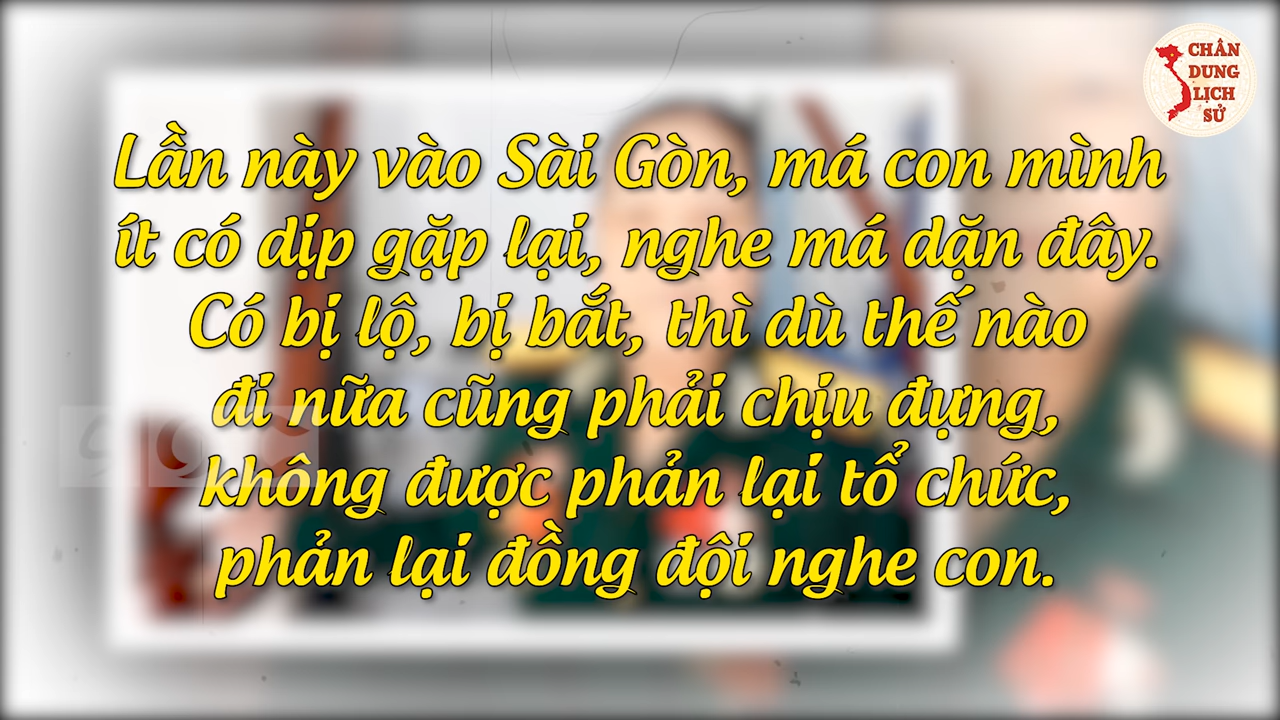 CHÂN
DUNG
LỊCH
SỬ
Lần này vào Sài Gòn, má con mình
ít có dịp gặp lại, nghe má dặn đây.
Có bị lộ, bị bắt, thì dù thế nào
đi nữa cũng phải chịu đựng,
không được phản lại tổ chức,
phản lại đồng đội nghe con.